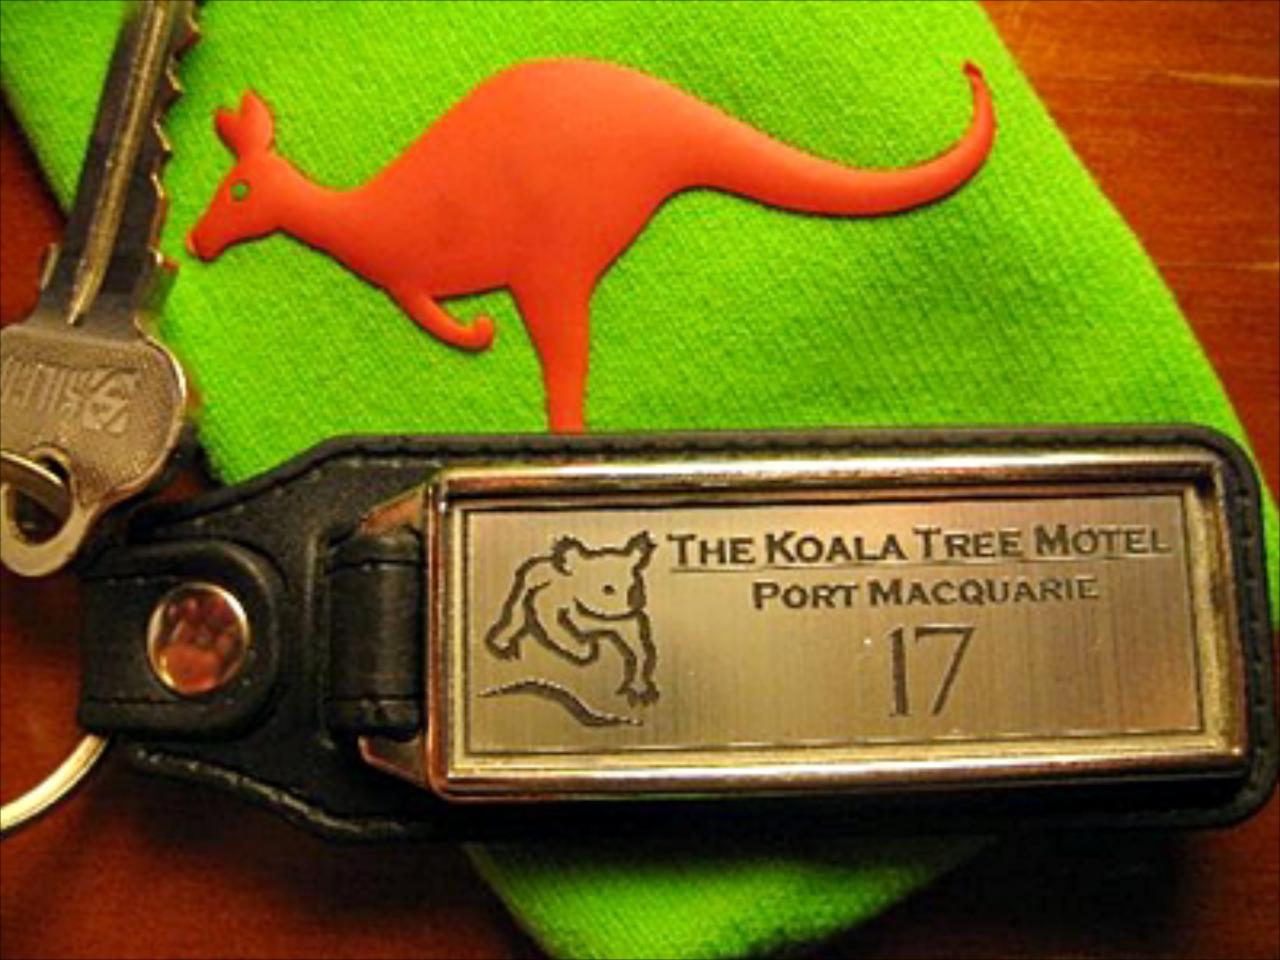 THE KOALA TREE MOTEL
PORT MACQUARIE
17